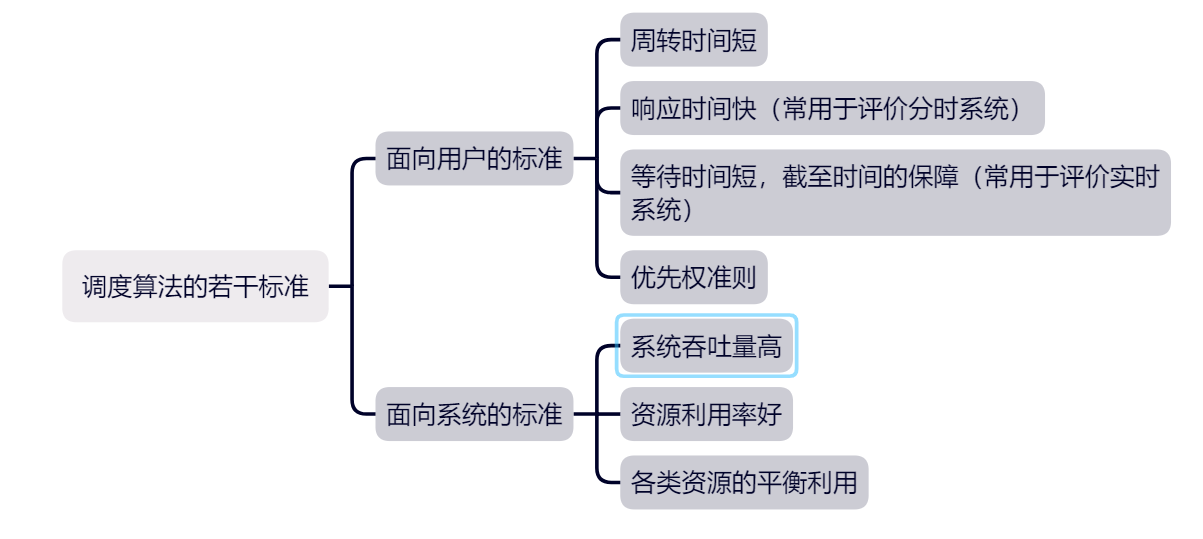 调度算法的若干标准
面向用户的标准
周转时间短
响应时间快（常用于评价分时系统）
等待时间短，截至时间的保障（常用于评价实时
系统）
优先权准则
面向系统的标准
系统吞吐量高
资源利用率好
各类资源的平衡利用